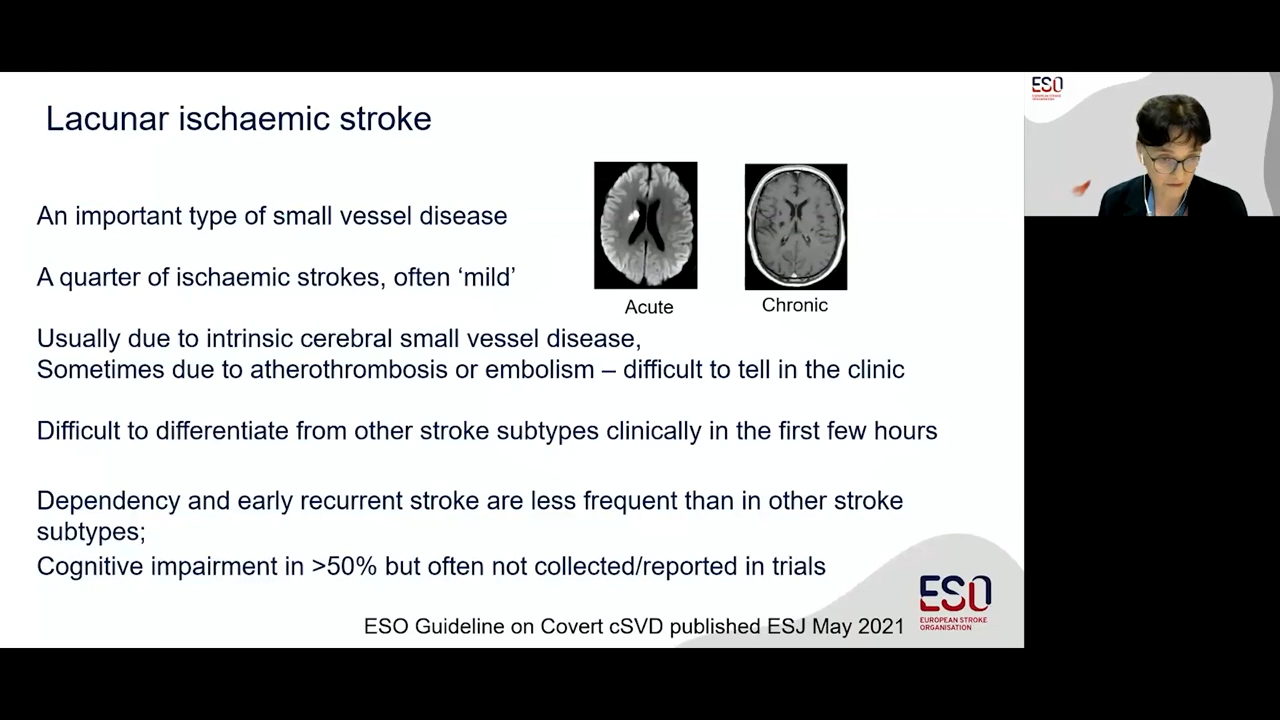 Lacunar ischaemic stroke
An important type of small vessel disease
A quarter of ischaemic strokes, often ‘mild’
Acute
Chronic
Usually due to intrinsic cerebral small vessel disease,
Sometimes due to atherothrombosis or embolism – difficult to tell in the clinic
Difficult to differentiate from other stroke subtypes clinically in the first few hours
Dependency and early recurrent stroke are less frequent than in other stroke
subtypes;
Cognitive impairment in >50% but often not collected/reported in trials
ESO Guideline on Covert cSVD published ESJ May 2021
ESO
EUROPEAN STROKE
ORGANISATION
ESO
EUROPEAN STROKE
ORGANISATION